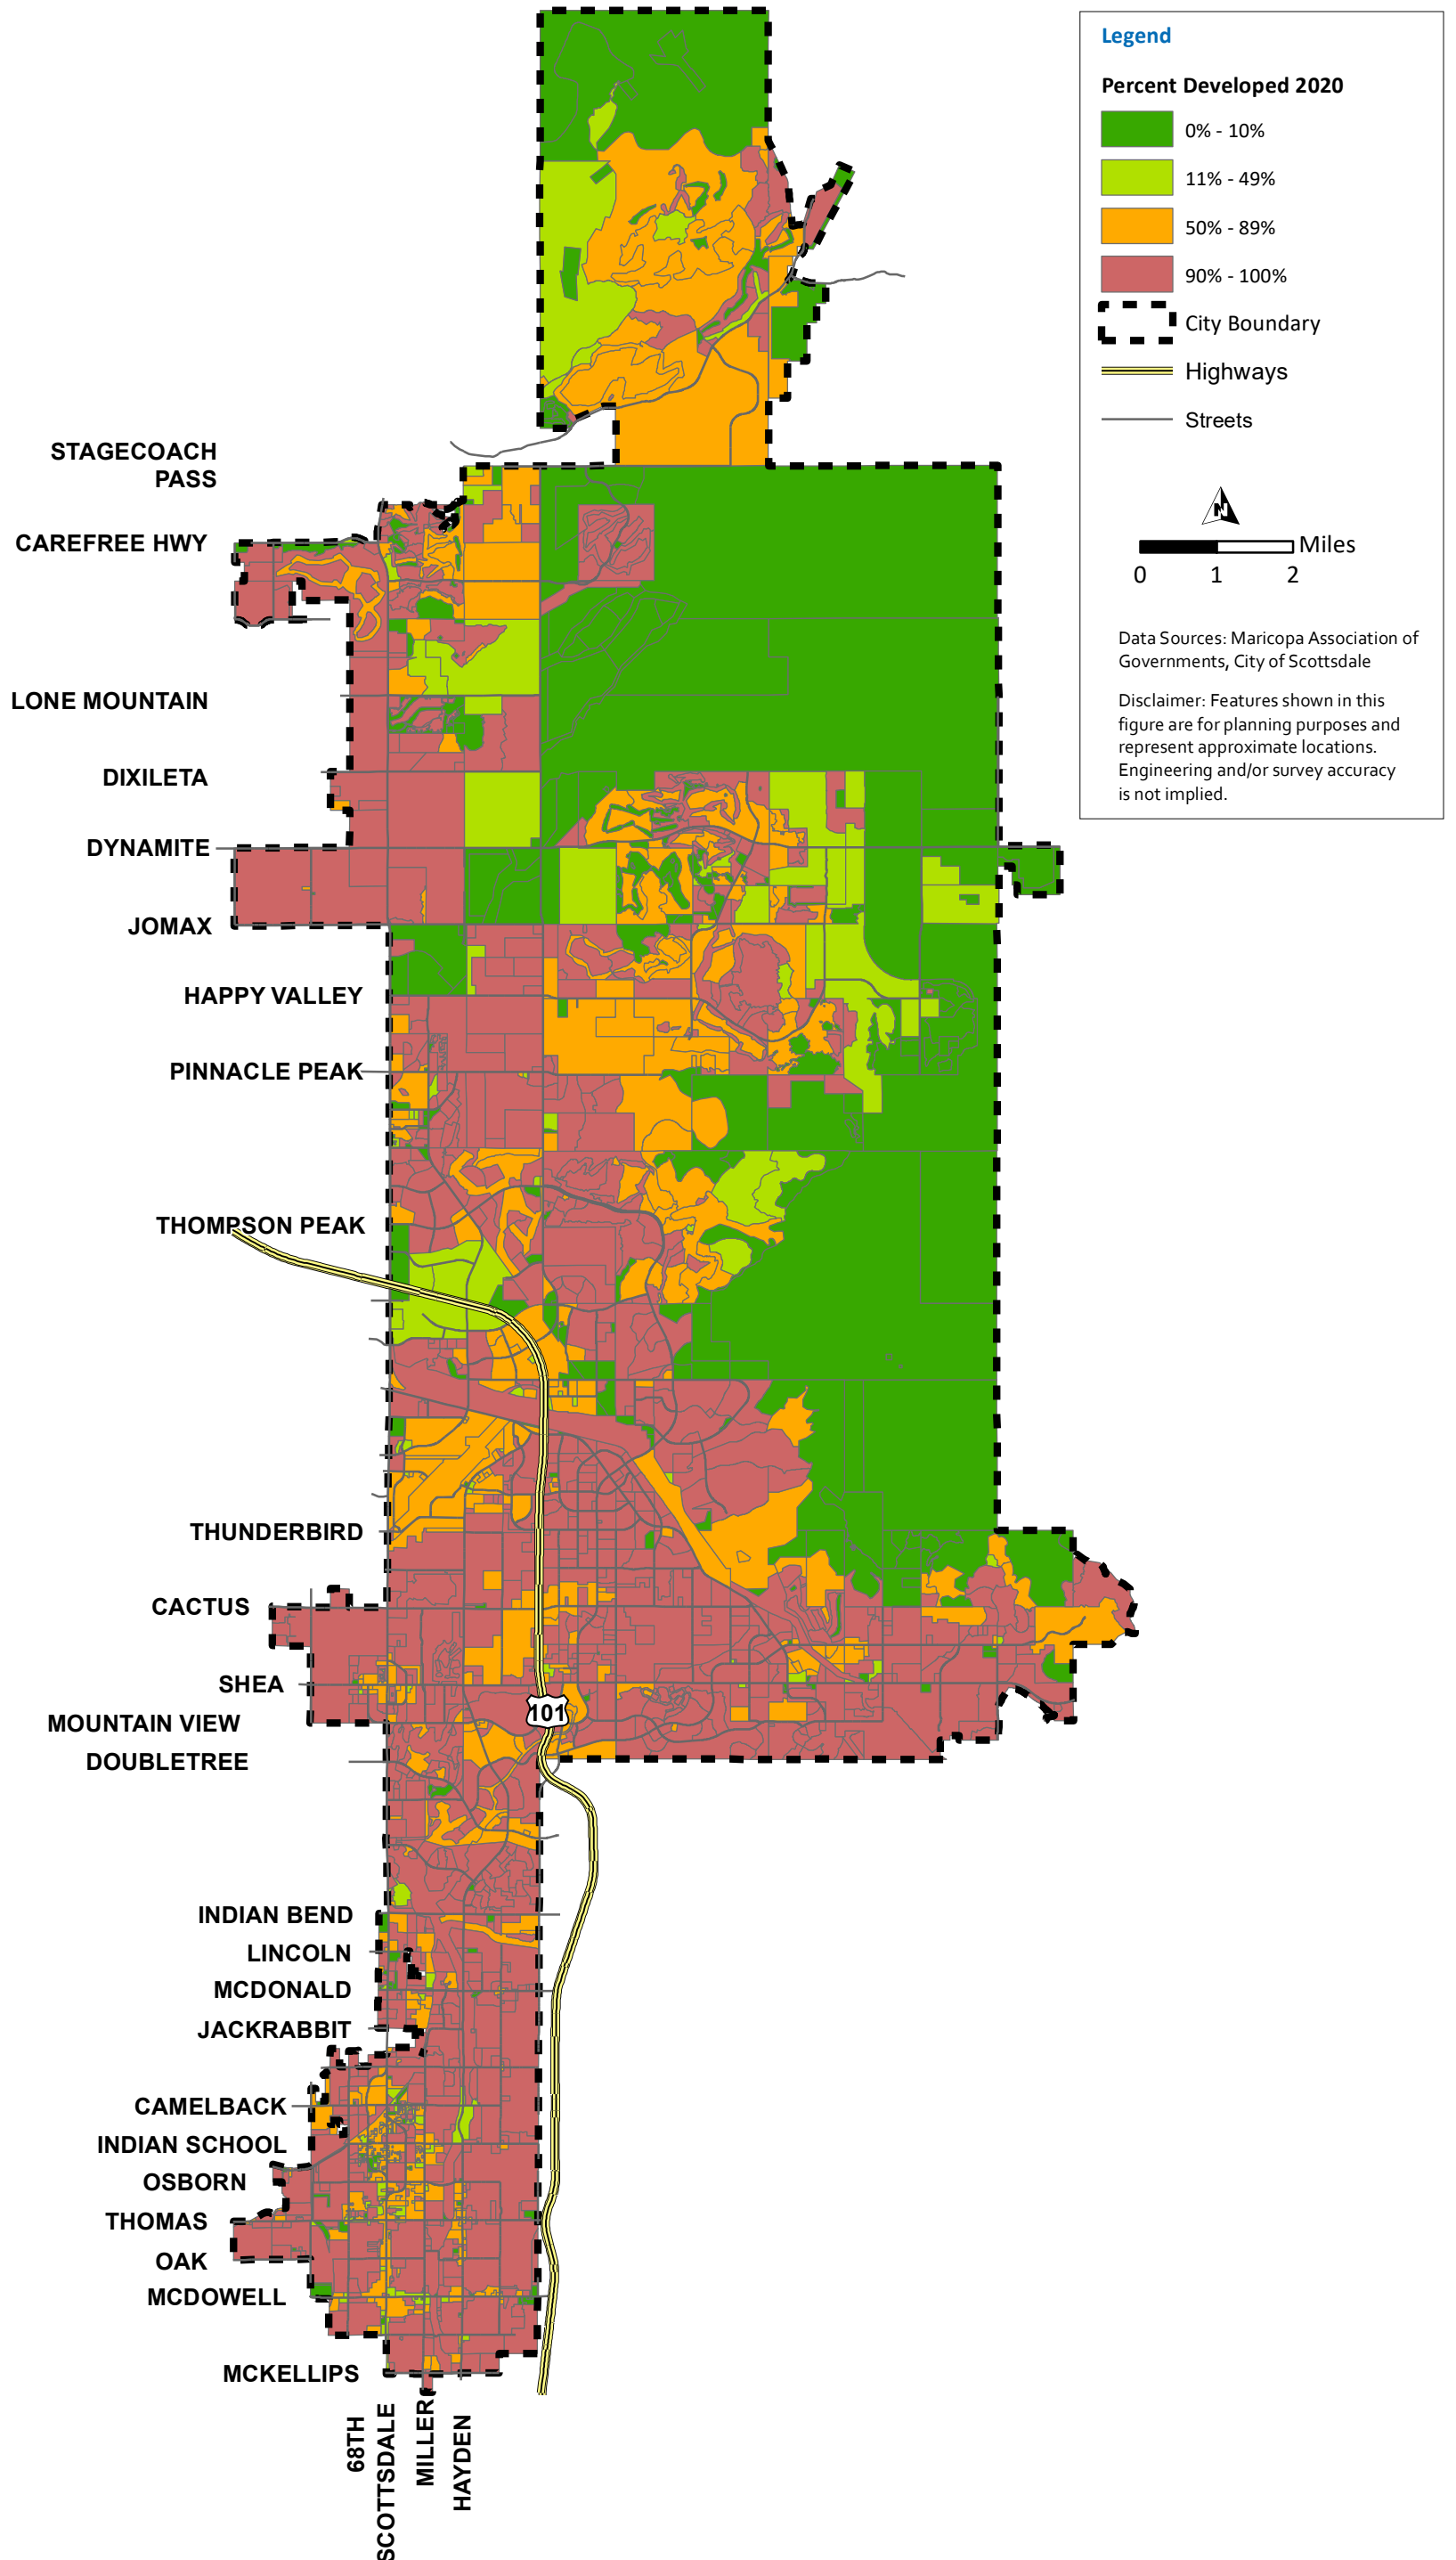 Legend
Percent Developed 2020
0% - 10%
11% - 49%
50% - 89%
90% - 100%
City Boundary
Highways
Streets
N
Miles
0 1 2
Data Sources: Maricopa Association of
Governments, City of Scottsdale
Disclaimer: Features shown in this
figure are for planning purposes and
represent approximate locations.
Engineering and/or survey accuracy
is not implied.
STAGECOACH
PASS
CAREFREE HWY
LONE MOUNTAIN
DIXILETA
DYNAMITE
JOMAX
HAPPY VALLEY
PINNACLE PEAK
THOMPSON PEAK
THUNDERBIRD
CACTUS
SHEA
101
MOUNTAIN VIEW
DOUBLETREE
INDIAN BEND
LINCOLN
MCDONALD
JACKRABBIT
CAMELBACK
INDIAN SCHOOL
OSBORN
THOMAS
OAK
MCDOWELL
MCKELLIPS
68TH
SCOTTSDALE
MILLER
HAYDEN